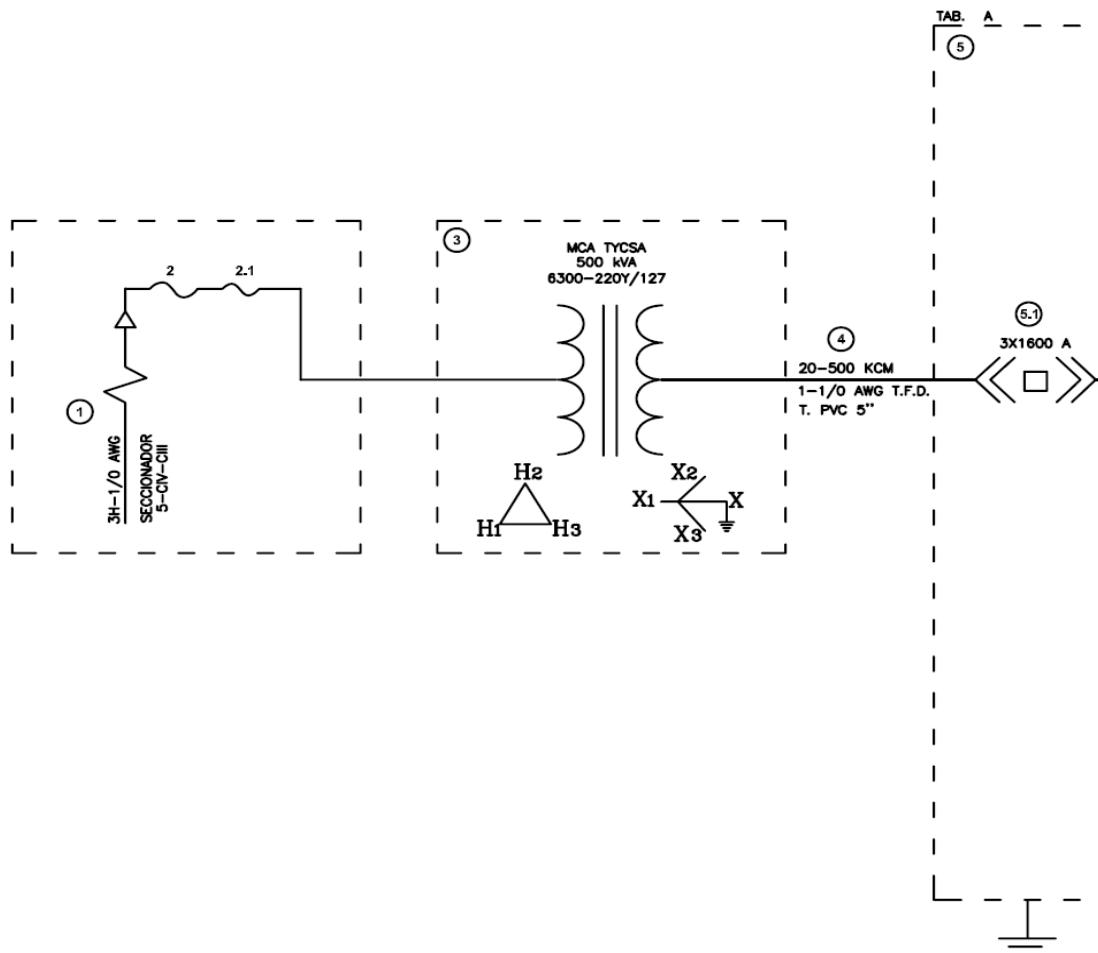 TAB. A
5
2
2.1
1
3H-1/0 AWG
SECCIONADOR
5-CIV-CIII
3
MCA TYCSA
500 kVA
6300-220Y/127
H2
H1
H3
X2
X1
X
X3
4
20-500 KCM
1-1/0 AWG T.F.D.
T. PVC 5''
5.1
3X1600 A